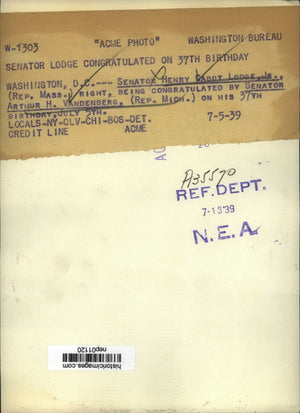 W-1303 "ACME PHOTO" WASHINGTON BUREAU
SENATOR LODGE CONGRATULATED ON 37TH BIRTHDAY
WASHINGTON, D.C.--- SENATOR HENRY CABOT LODGE, JR.,
(REP. MASS.) RIGHT, BEING CONGRATULATED BY SENATOR
ARTHUR H. VANDENBERG, (REP. MICH.) ON HIS 37TH
BIRTHDAY, JULY 5TH.
LOCALS-NY-CLV-CHI-BOS-DET. 7-5-39
CREDIT LINE ACME
A35570
REF. DEPT.
7-13'39
N.E.A.
nep01120
historicimages.com